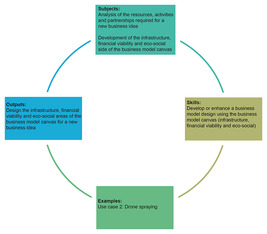 Subjects:
Analysis of the resources, activities
and partnerships required for a
new business idea
Development of the infrastructure,
financial viability and eco-social
side of the business model canvas
Skills:
Develop or enhance a business
model design using the business
model canvas (infrastructure,
financial viability and eco-social)
Examples:
Use case 2: Drone spraying
Outputs:
Design the infrastructure, financial
viability and eco-social areas of the
business model canvas for a new
business idea